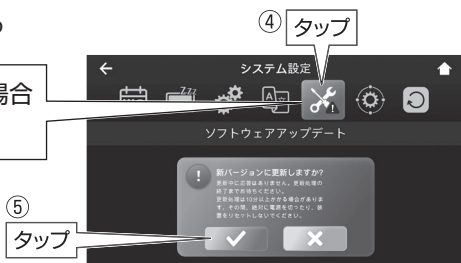 ④ タップ
場合
システム設定
ZZZ
A
ソフトウェアアップデート
新バージョンに更新しますか?
更新中に応答はありません。更新処理の
終了までお待ちください。
更新処理は10分以上かかる場合がありま
す。その間、絶対に電源を切ったり、装
置をリセットしないでください。
⑤
タップ